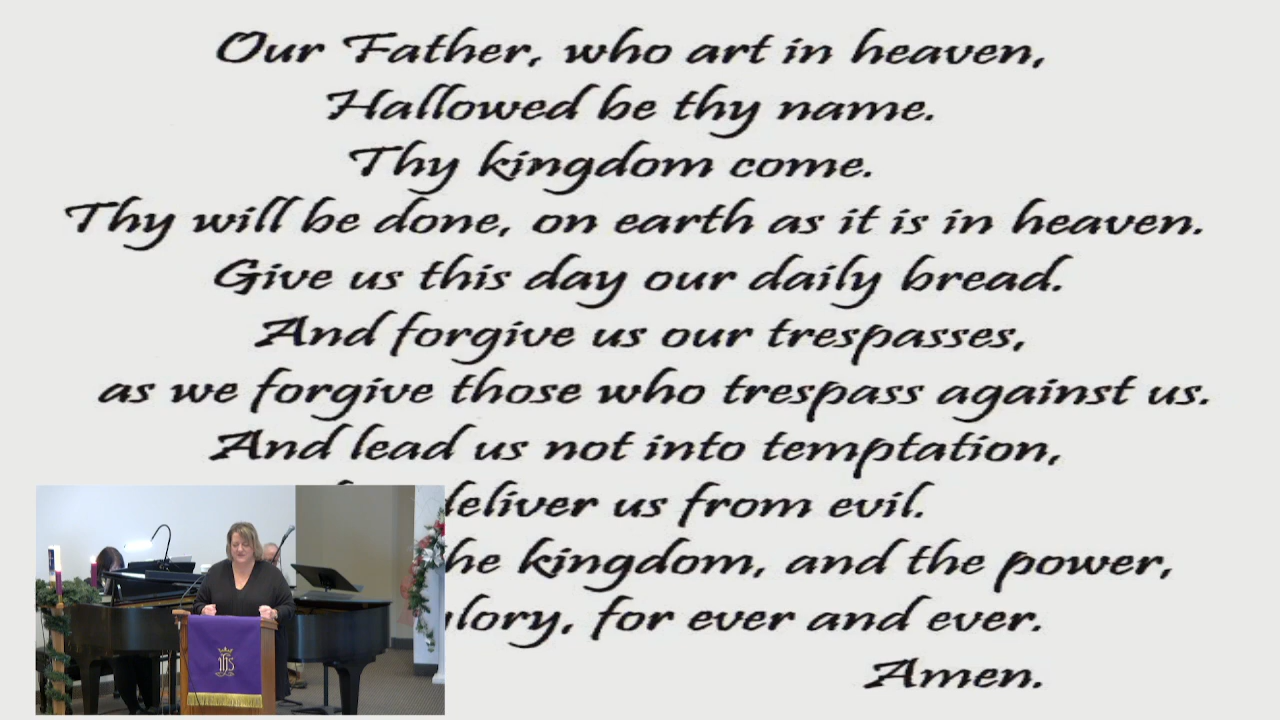 Our Father, who art in heaven,
Hallowed be thy name.
Thy kingdom come.
Thy will be done, on earth as it is in heaven.
Give us this day our daily bread.
And forgive us our trespasses,
as we forgive those who trespass against us.
And lead us not into temptation,
deliver us from evil.
kingdom, and the power,
for ever and ever.
Amen.
IHS